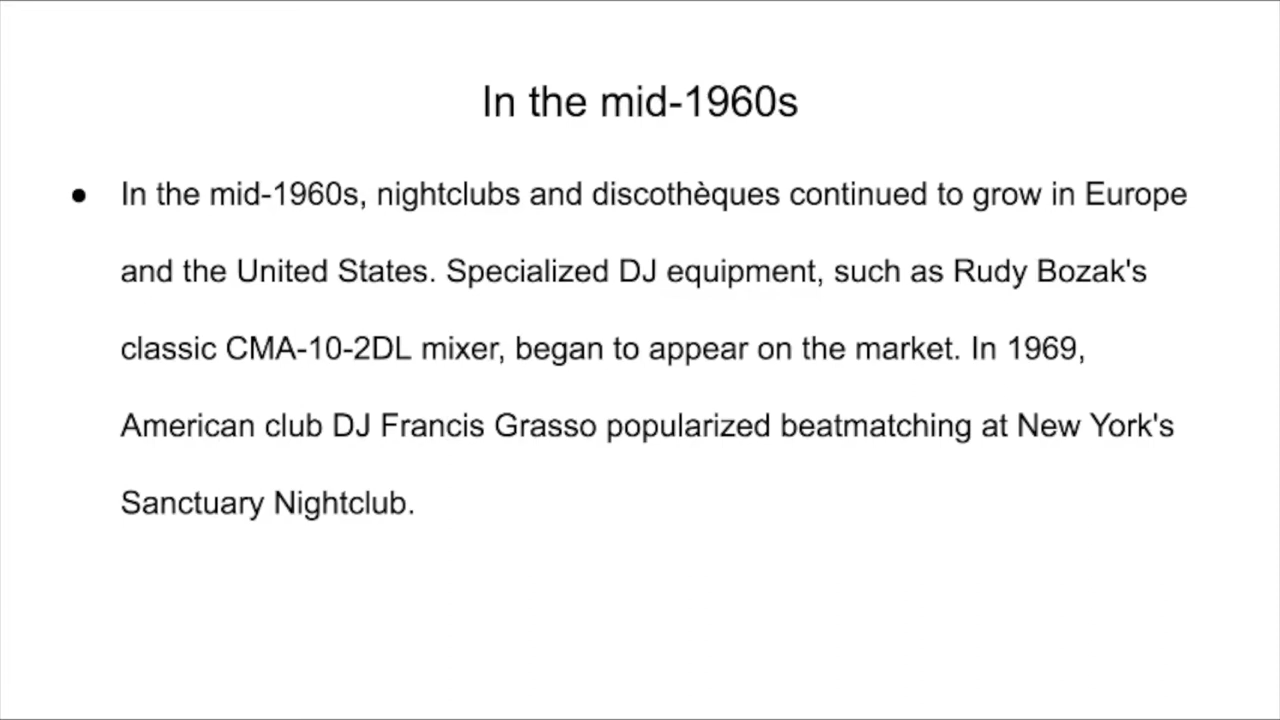 In the mid-1960s
● In the mid-1960s, nightclubs and discothèques continued to grow in Europe
and the United States. Specialized DJ equipment, such as Rudy Bozak's
classic CMA-10-2DL mixer, began to appear on the market. In 1969,
American club DJ Francis Grasso popularized beatmatching at New York's
Sanctuary Nightclub.